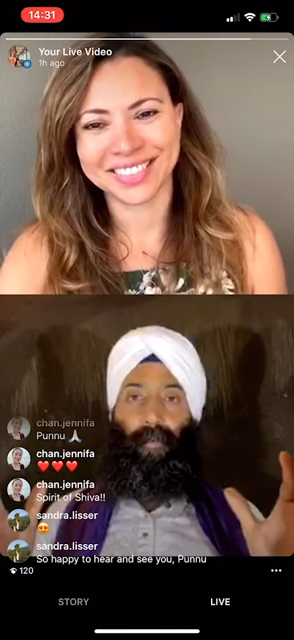 14:31
Your Live Video
1h ago
chan.jennifa
Punnu 🙏🏼
chan.jennifa
❤️❤️❤️
chan.jennifa
Spirit of Shiva!!
sandra.lisser
😍
sandra.lisser
So happy to hear and see you, Punnu
120
STORY LIVE